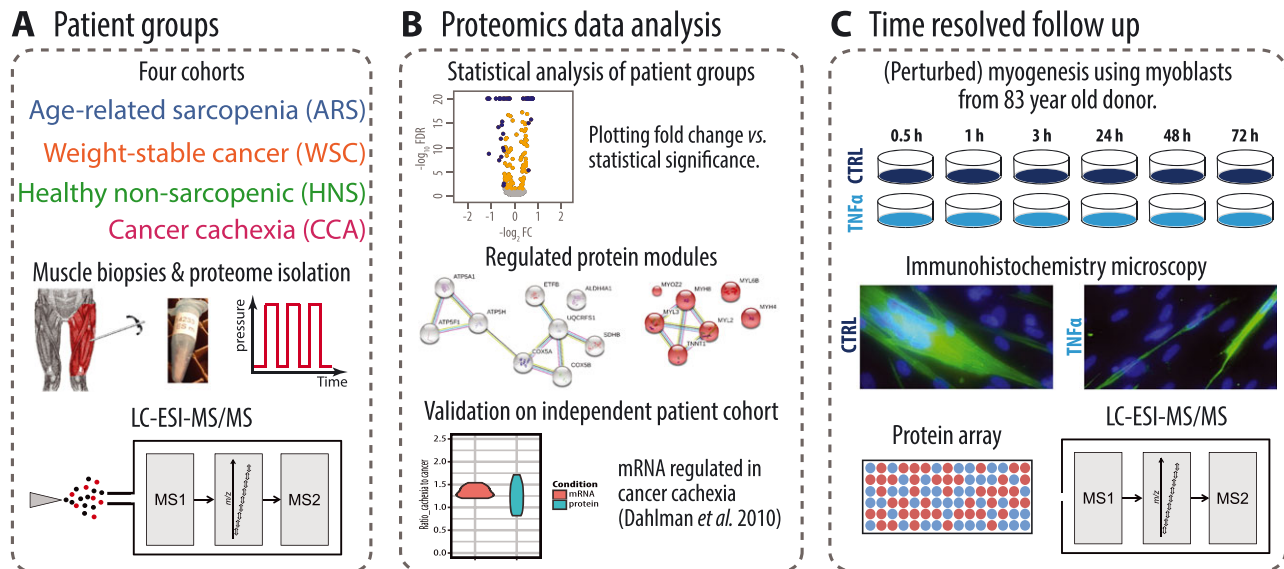 A Patient groups
Four cohorts
Age-related sarcopenia (ARS)
Weight-stable cancer (WSC)
Healthy non-sarcopenic (HNS)
Cancer cachexia (CCA)
Muscle biopsies & proteome isolation
pressure
Time
LC-ESI-MS/MS
MS1
m/z
MS2
B Proteomics data analysis
Statistical analysis of patient groups
-log10 FDR
20
15
10
5
0
-2 -1 0 1 2
-log2 FC
Plotting fold change vs.
statistical significance.
Regulated protein modules
ATP5A1
ATP5F1
ATP5H
ETFB
ALDH4A1
UQCRFS1
SDHB
COX5A
COX5B
MYOZ2
MYH8
MYL6B
MYL3
MYL2
MYH4
TNNT1
Validation on independent patient cohort
Ratio, cachexia to cancer
2.5
2.0
1.5
1.0
0.5
0.0
Condition
mRNA
protein
mRNA regulated in
cancer cachexia
(Dahlman et al. 2010)
C Time resolved follow up
(Perturbed) myogenesis using myoblasts
from 83 year old donor.
0.5 h 1 h 3 h 24 h 48 h 72 h
CTRL
TNFα
Immunohistochemistry microscopy
CTRL
TNFα
Protein array
LC-ESI-MS/MS
MS1
m/z
MS2